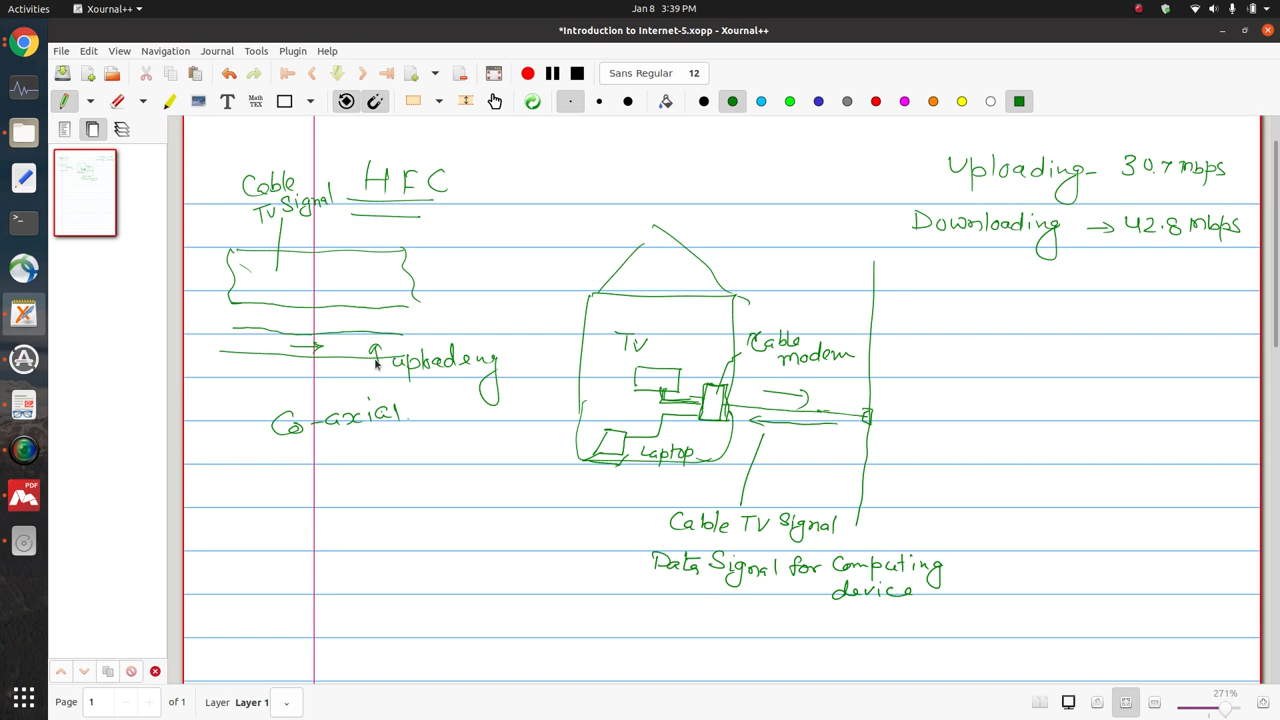 Activities
Xournal++
Jan 8 3:39 PM
*Introduction to Internet-5.xopp - Xournal++
File Edit View Navigation Journal Tools Plugin Help
Sans Regular 12
Math
TEX
HFC
Cable
TV Signal
uploading
Co-axial.
Uploading - 30.7 mbps
Downloading → 42.8 mbps
TV
Cable
modem
Laptop
Cable TV Signal
Data Signal for Computing
device
PDF
Page 1 of 1 Layer Layer 1
271%